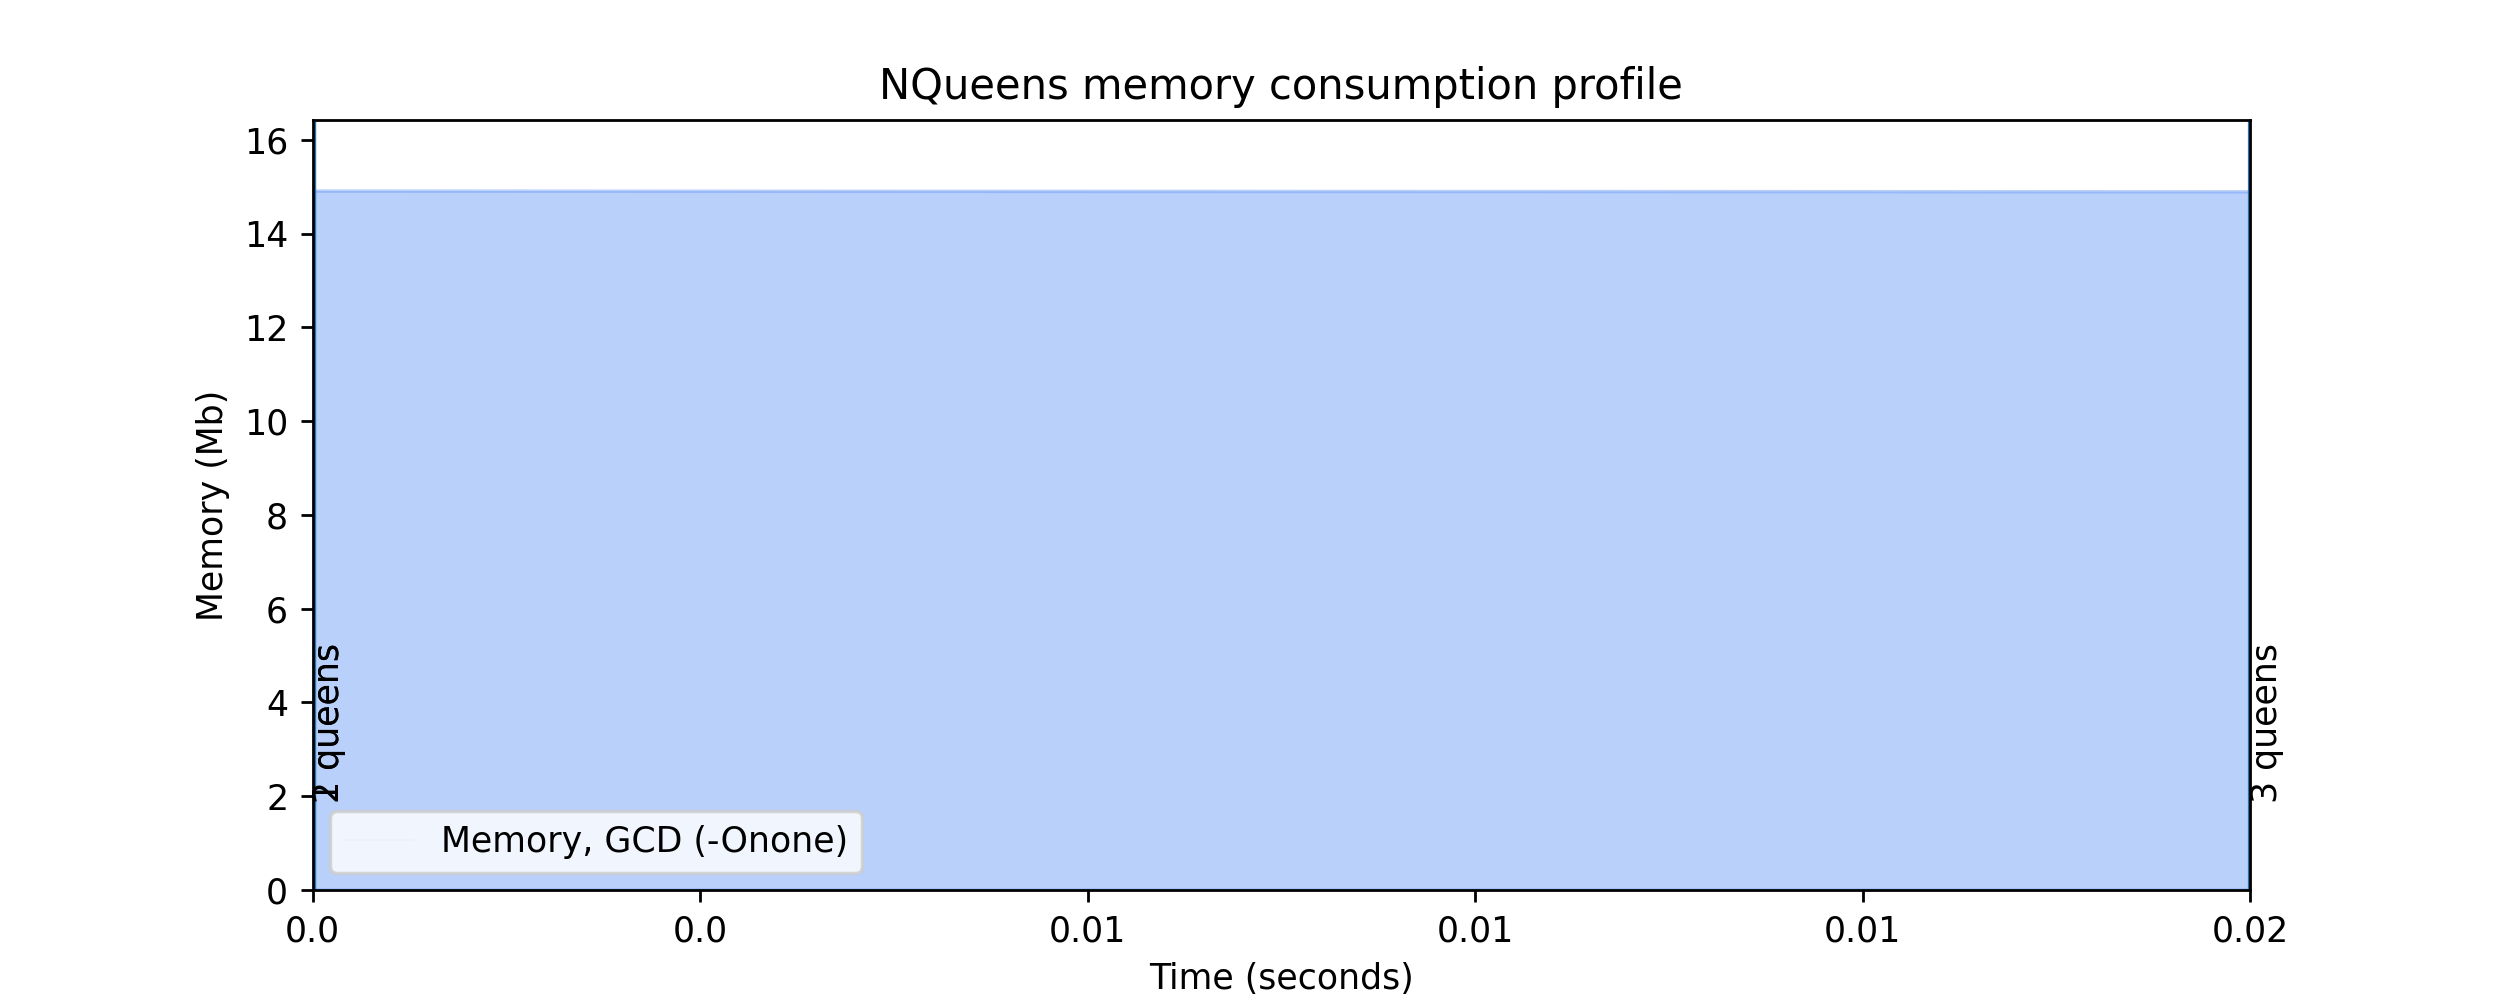 NQueens memory consumption profile
16
14
12
10
8
6
4
2
0
Memory (Mb)
queens
3 queens
Memory, GCD (-Onone)
0.0
0.0
0.01
0.01
0.01
0.02
Time (seconds)